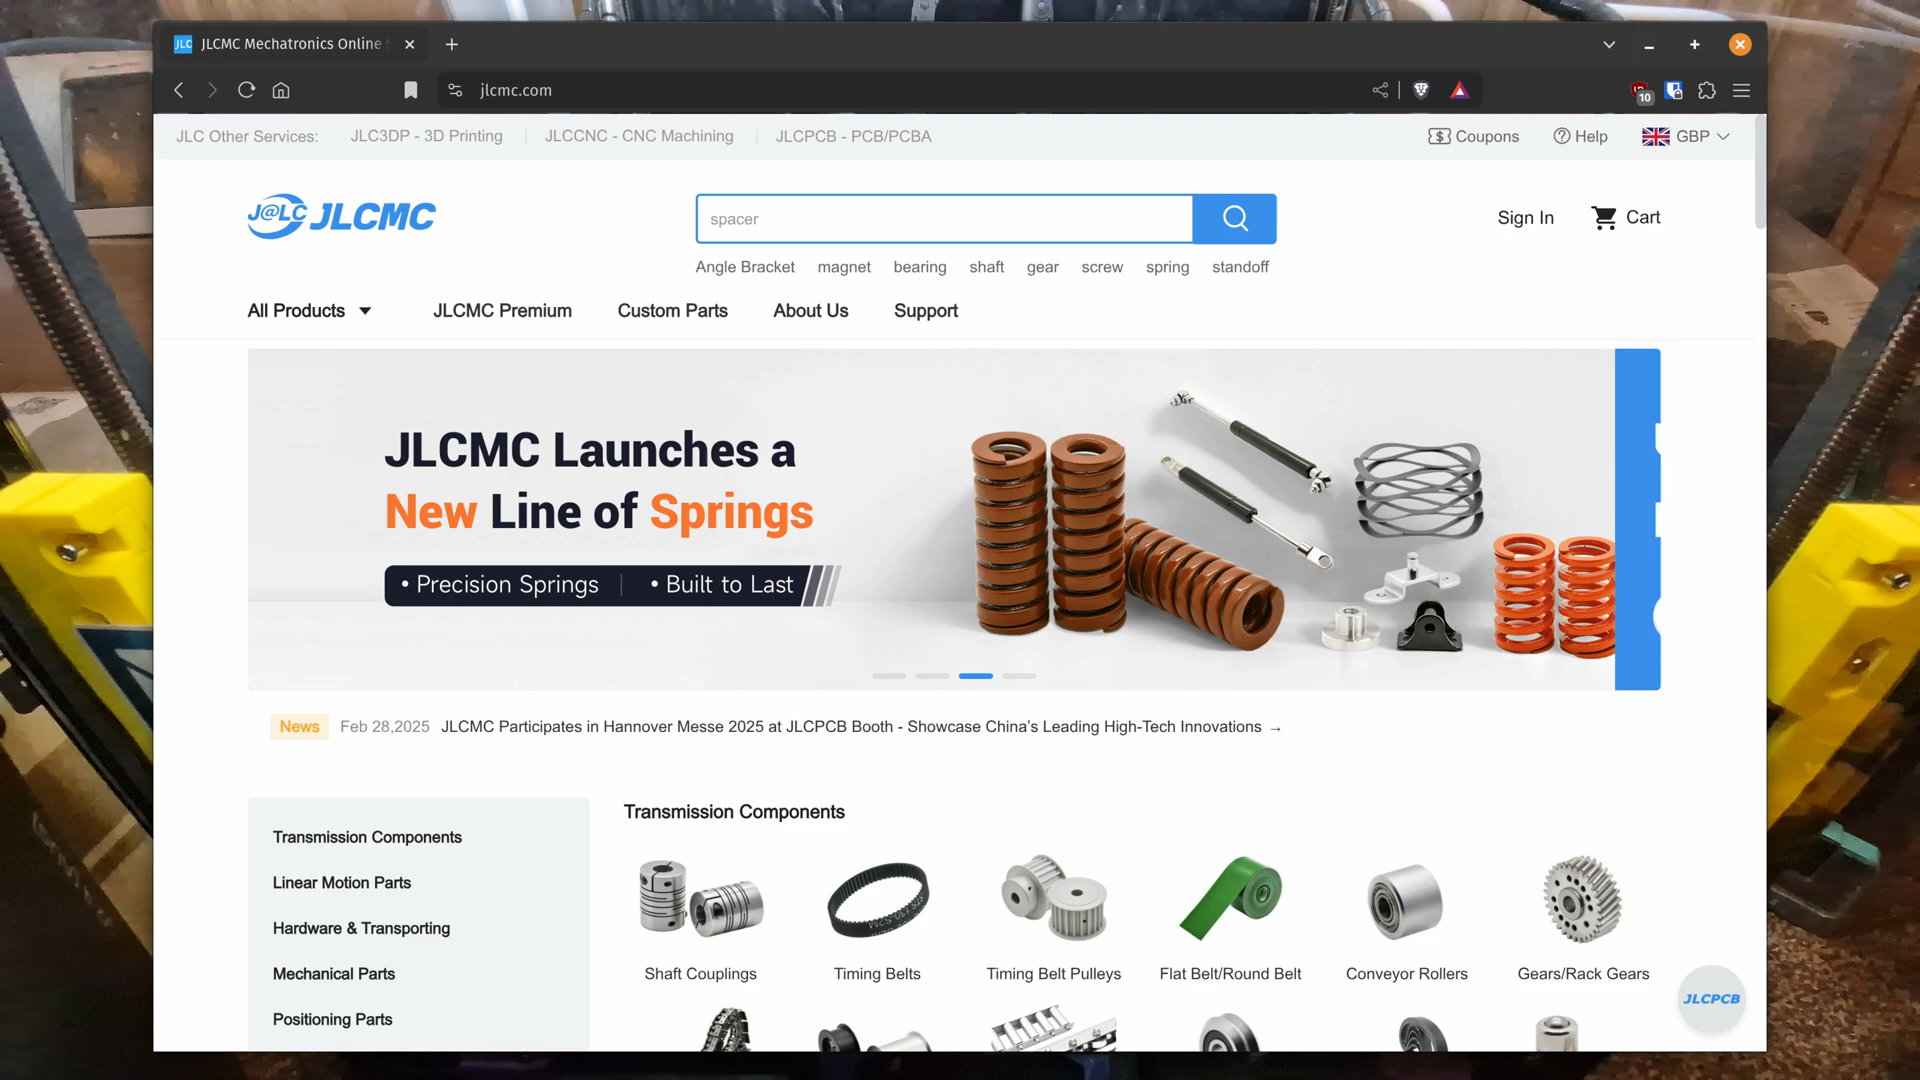 JLC JLCMC Mechatronics Online
jlcmc.com
10
JLC Other Services:
JLC3DP - 3D Printing
JLCCNC - CNC Machining
JLCPCB - PCB/PCBA
Coupons
Help
GBP
J@LC JLCMC
spacer
Sign In
Cart
Angle Bracket magnet bearing shaft gear screw spring standoff
All Products
JLCMC Premium
Custom Parts
About Us
Support
JLCMC Launches a
New Line of Springs
• Precision Springs | • Built to Last
News Feb 28,2025 JLCMC Participates in Hannover Messe 2025 at JLCPCB Booth - Showcase China's Leading High-Tech Innovations →
Transmission Components
Linear Motion Parts
Hardware & Transporting
Mechanical Parts
Positioning Parts
Transmission Components
Shaft Couplings
Timing Belts
Timing Belt Pulleys
Flat Belt/Round Belt
Conveyor Rollers
Gears/Rack Gears
JLCPCB